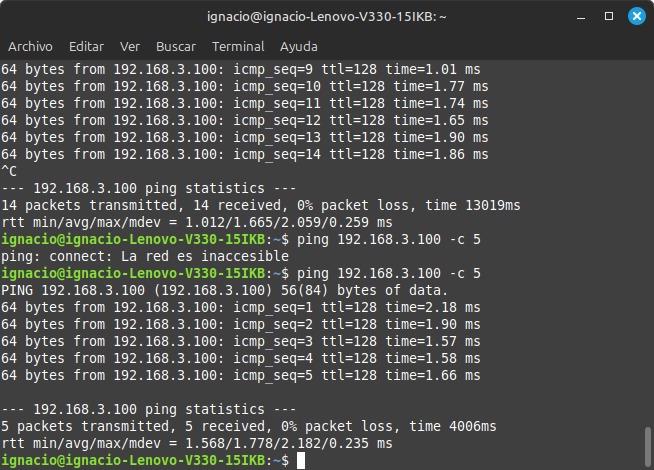 ignacio@ignacio-Lenovo-V330-15IKB: ~
Archivo Editar Ver Buscar Terminal Ayuda
64 bytes from 192.168.3.100: icmp_seq=9 ttl=128 time=1.01 ms
64 bytes from 192.168.3.100: icmp_seq=10 ttl=128 time=1.77 ms
64 bytes from 192.168.3.100: icmp_seq=11 ttl=128 time=1.74 ms
64 bytes from 192.168.3.100: icmp_seq=12 ttl=128 time=1.65 ms
64 bytes from 192.168.3.100: icmp_seq=13 ttl=128 time=1.90 ms
64 bytes from 192.168.3.100: icmp_seq=14 ttl=128 time=1.86 ms
^C
--- 192.168.3.100 ping statistics ---
14 packets transmitted, 14 received, 0% packet loss, time 13019ms
rtt min/avg/max/mdev = 1.012/1.665/2.059/0.259 ms
ignacio@ignacio-Lenovo-V330-15IKB:~$ ping 192.168.3.100 -c 5
ping: connect: La red es inaccesible
ignacio@ignacio-Lenovo-V330-15IKB:~$ ping 192.168.3.100 -c 5
PING 192.168.3.100 (192.168.3.100) 56(84) bytes of data.
64 bytes from 192.168.3.100: icmp_seq=1 ttl=128 time=2.18 ms
64 bytes from 192.168.3.100: icmp_seq=2 ttl=128 time=1.90 ms
64 bytes from 192.168.3.100: icmp_seq=3 ttl=128 time=1.57 ms
64 bytes from 192.168.3.100: icmp_seq=4 ttl=128 time=1.58 ms
64 bytes from 192.168.3.100: icmp_seq=5 ttl=128 time=1.66 ms
--- 192.168.3.100 ping statistics ---
5 packets transmitted, 5 received, 0% packet loss, time 4006ms
rtt min/avg/max/mdev = 1.568/1.778/2.182/0.235 ms
ignacio@ignacio-Lenovo-V330-15IKB:~$